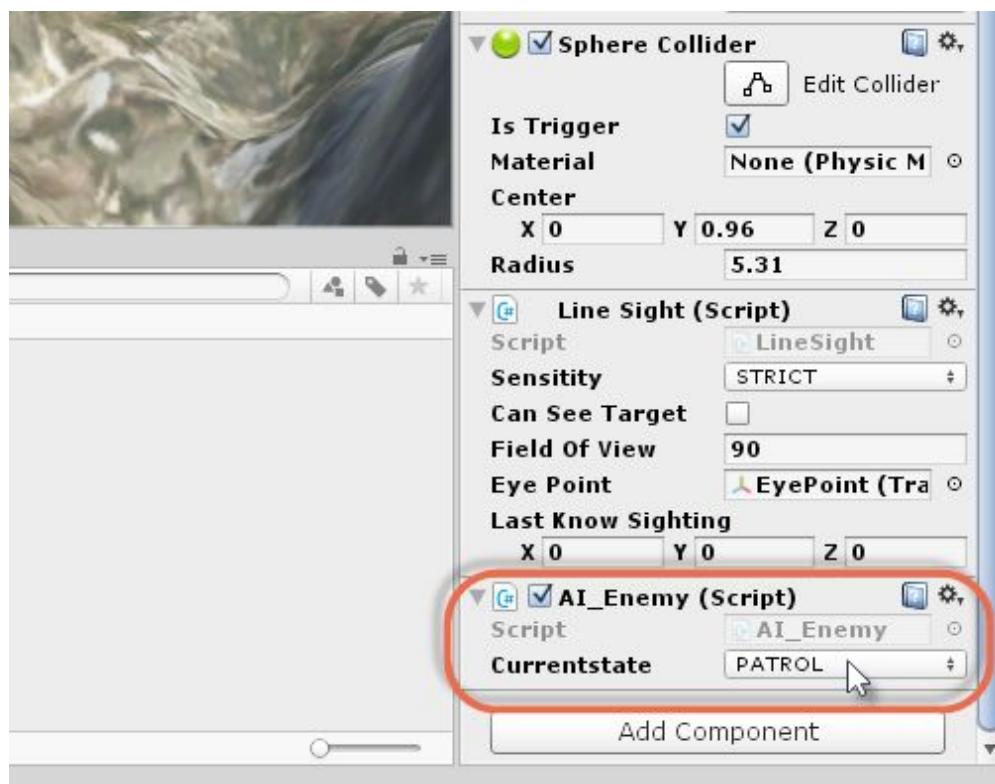 Sphere Collider
Edit Collider
Is Trigger
Material None (Physic M
Center
X 0 Y 0.96 Z 0
Radius 5.31
Line Sight (Script)
Script LineSight
Sensitity STRICT
Can See Target
Field Of View 90
Eye Point EyePoint (Tra
Last Know Sighting
X 0 Y 0 Z 0
AI_Enemy (Script)
Script AI_Enemy
Currentstate PATROL
Add Component